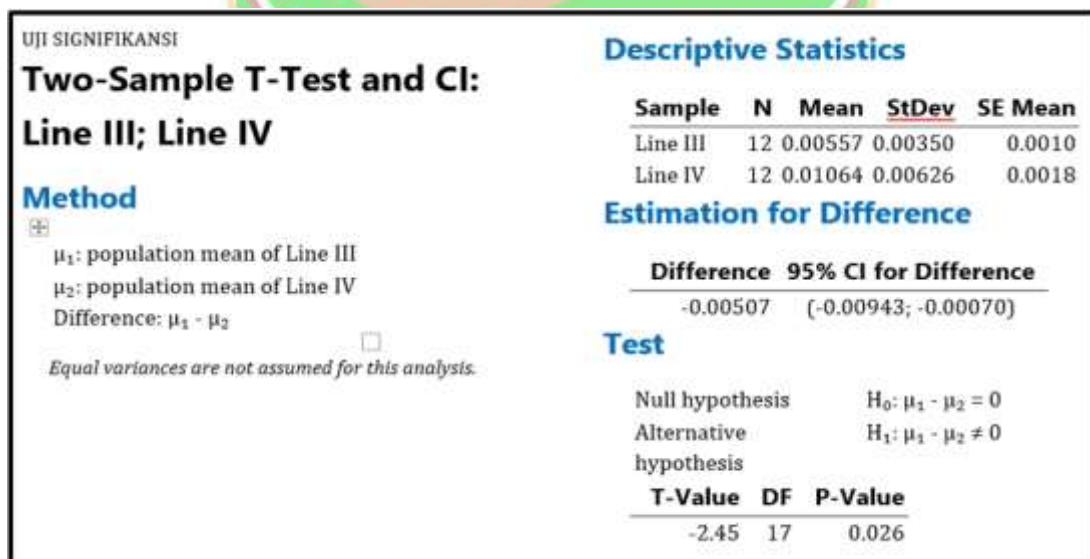 UJI SIGNIFIKANSI
Two-Sample T-Test and CI:
Line III; Line IV
Method
μ₁: population mean of Line III
µ₂: population mean of Line IV
Difference: μ₁ - µ₂
Equal variances are not assumed for this analysis.
Descriptive Statistics
Sample N Mean StDev SE Mean
Line III 12 0.00557 0.00350 0.0010
Line IV 12 0.01064 0.00626 0.0018
Estimation for Difference
Difference 95% CI for Difference
-0.00507 (-0.00943; -0.00070)
Test
Null hypothesis H₀: μ₁ - µ₂ = 0
Alternative H₁: μ₁ - µ₂ ≠ 0
hypothesis
T-Value DF P-Value
-2.45 17 0.026